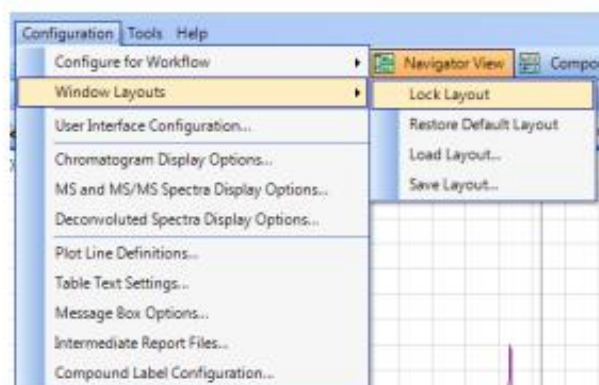 Configuration Tools Help
Configure for Workflow
Navigator View
Window Layouts
Lock Layout
User Interface Configuration...
Restore Default Layout
Chromatogram Display Options...
Load Layout...
MS and MS/MS Spectra Display Options...
Save Layout...
Deconvoluted Spectra Display Options...
Plot Line Definitions...
Table Text Settings...
Message Box Options...
Intermediate Report Files...
Compound Label Configuration...